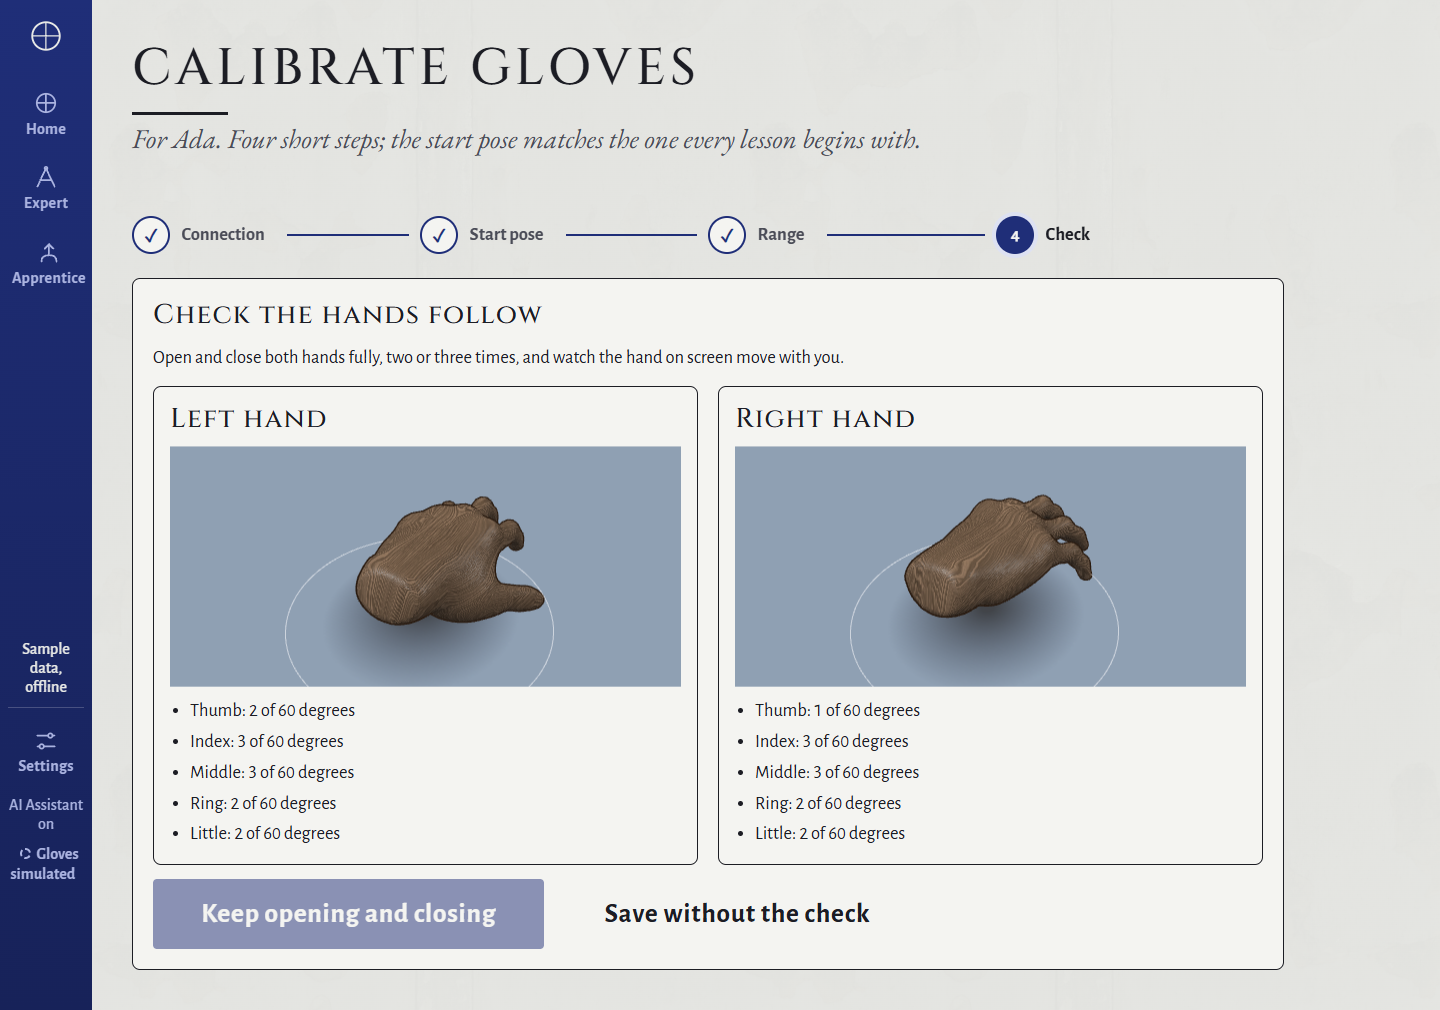 CALIBRATE GLOVES
For Ada. Four short steps; the start pose matches the one every lesson begins with.
Home
Expert
Apprentice
Sample
data,
offline
Settings
AI Assistant
on
Gloves
simulated
Connection
Start pose
Range
4 Check
CHECK THE HANDS FOLLOW
Open and close both hands fully, two or three times, and watch the hand on screen move with you.
LEFT HAND
Thumb: 2 of 60 degrees
Index: 3 of 60 degrees
Middle: 3 of 60 degrees
Ring: 2 of 60 degrees
Little: 2 of 60 degrees
RIGHT HAND
Thumb: 1 of 60 degrees
Index: 3 of 60 degrees
Middle: 3 of 60 degrees
Ring: 2 of 60 degrees
Little: 2 of 60 degrees
Keep opening and closing
Save without the check